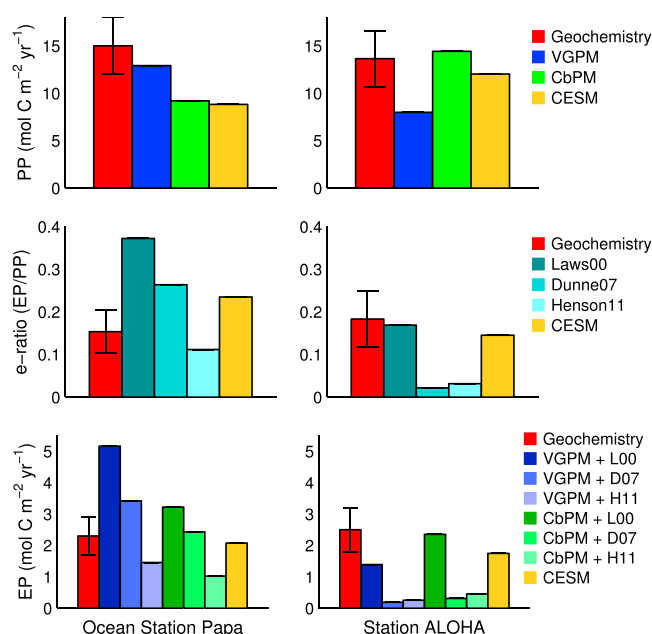 PP (mol C m⁻² yr⁻¹)
15
10
5
0
15
10
5
0
Geochemistry
VGPM
CbPM
CESM
e−ratio (EP/PP)
0.4
0.3
0.2
0.1
0
0.4
0.3
0.2
0.1
0
Geochemistry
Laws00
Dunne07
Henson11
CESM
EP (mol C m⁻² yr⁻¹)
5
4
3
2
1
0
5
4
3
2
1
0
Geochemistry
VGPM + L00
VGPM + D07
VGPM + H11
CbPM + L00
CbPM + D07
CbPM + H11
CESM
Ocean Station Papa
Station ALOHA